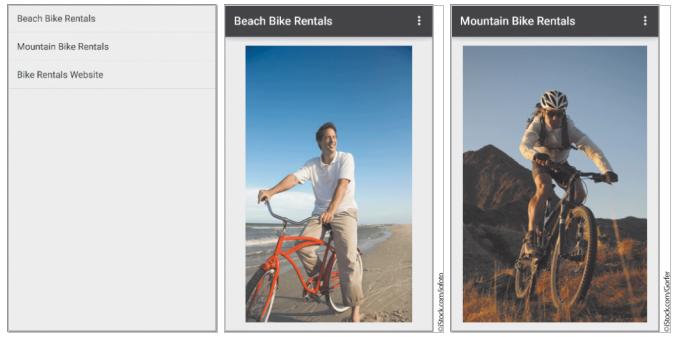 Beach Bike Rentals
Mountain Bike Rentals
Bike Rentals Website
Beach Bike Rentals
©iStock.com/iofoto
Mountain Bike Rentals
©iStock.com/Gorfer